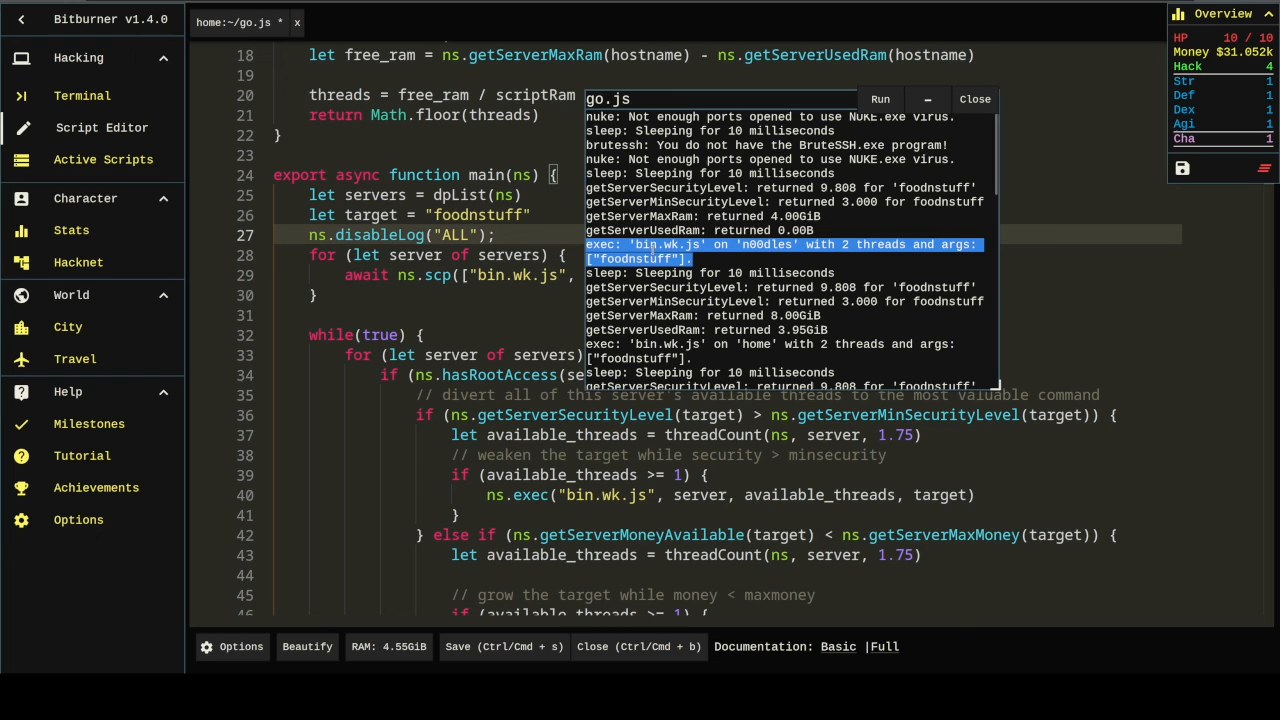 Bitburner v1.4.0
Hacking
Terminal
Script Editor
Active Scripts
Character
Stats
Hacknet
World
City
Travel
Help
Milestones
Tutorial
Achievements
Options
home:~/go.js * x
18 let free_ram = ns.getServerMaxRam(hostname) - ns.getServerUsedRam(hostname)
19
20 threads = free_ram / scriptRam
21 return Math.floor(threads)
22 }
23
24 export async function main(ns) {
25 let servers = dpList(ns)
26 let target = "foodnstuff"
27 ns.disableLog("ALL");
28 for (let server of servers) {
29 await ns.scp(["bin.wk.js",
30 }
31
32 while(true) {
33 for (let server of servers)
34 if (ns.hasRootAccess(se
35 // divert all of this server's available threads to the most valuable command
36 if (ns.getServerSecurityLevel(target) > ns.getServerMinSecurityLevel(target)) {
37 let available_threads = threadCount(ns, server, 1.75)
38 // weaken the target while security > minsecurity
39 if (available_threads >= 1) {
40 ns.exec("bin.wk.js", server, available_threads, target)
41 }
42 } else if (ns.getServerMoneyAvailable(target) < ns.getServerMaxMoney(target)) {
43 let available_threads = threadCount(ns, server, 1.75)
44
45 // grow the target while money < maxmoney
46 if (available_threads >= 1) {
go.js Run – Close
nuke: Not enough ports opened to use NUKE.exe virus.
sleep: Sleeping for 10 milliseconds
brutessh: You do not have the BruteSSH.exe program!
nuke: Not enough ports opened to use NUKE.exe virus.
sleep: Sleeping for 10 milliseconds
getServerSecurityLevel: returned 9.808 for 'foodnstuff'
getServerMinSecurityLevel: returned 3.000 for foodnstuff
getServerMaxRam: returned 4.00GiB
getServerUsedRam: returned 0.00B
exec: 'bin.wk.js' on 'n00dles' with 2 threads and args:
["foodnstuff"].
sleep: Sleeping for 10 milliseconds
getServerSecurityLevel: returned 9.808 for 'foodnstuff'
getServerMinSecurityLevel: returned 3.000 for foodnstuff
getServerMaxRam: returned 8.00GiB
getServerUsedRam: returned 3.95GiB
exec: 'bin.wk.js' on 'home' with 2 threads and args:
["foodnstuff"].
sleep: Sleeping for 10 milliseconds
getServerSecurityLevel: returned 9.808 for 'foodnstuff'
Options Beautify RAM: 4.55GiB Save (Ctrl/Cmd + s) Close (Ctrl/Cmd + b) Documentation: Basic |Full
Overview
HP 10 / 10
Money $31.052k
Hack 4
Str 1
Def 1
Dex 1
Agi 1
Cha 1